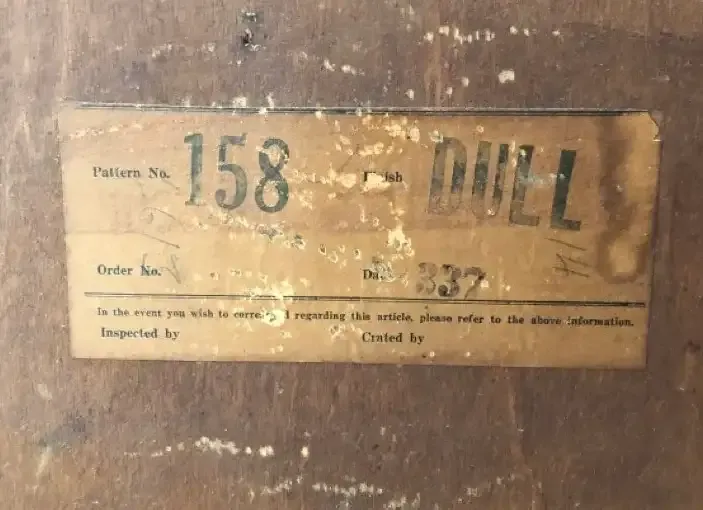 Pattern No. 158 Finish DULL
Order No. Date 337
In the event you wish to correspond regarding this article, please refer to the above information.
Inspected by Crated by